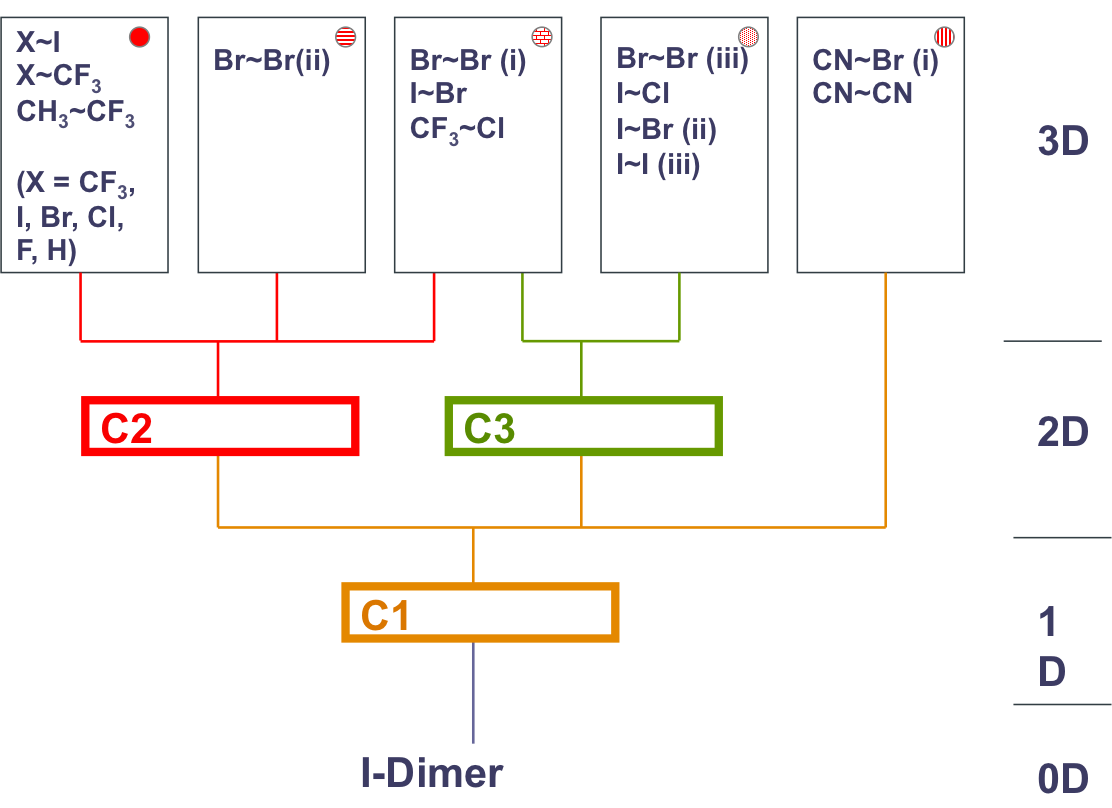 X~I
X~CF₃
CH₃~CF₃
(X = CF₃,
I, Br, Cl,
F, H)
Br~Br(ii)
Br~Br (i)
I~Br
CF₃~Cl
Br~Br (iii)
I~Cl
I~Br (ii)
I~I (iii)
CN~Br (i)
CN~CN
3D
C2
C3
2D
C1
1
D
I-Dimer
0D